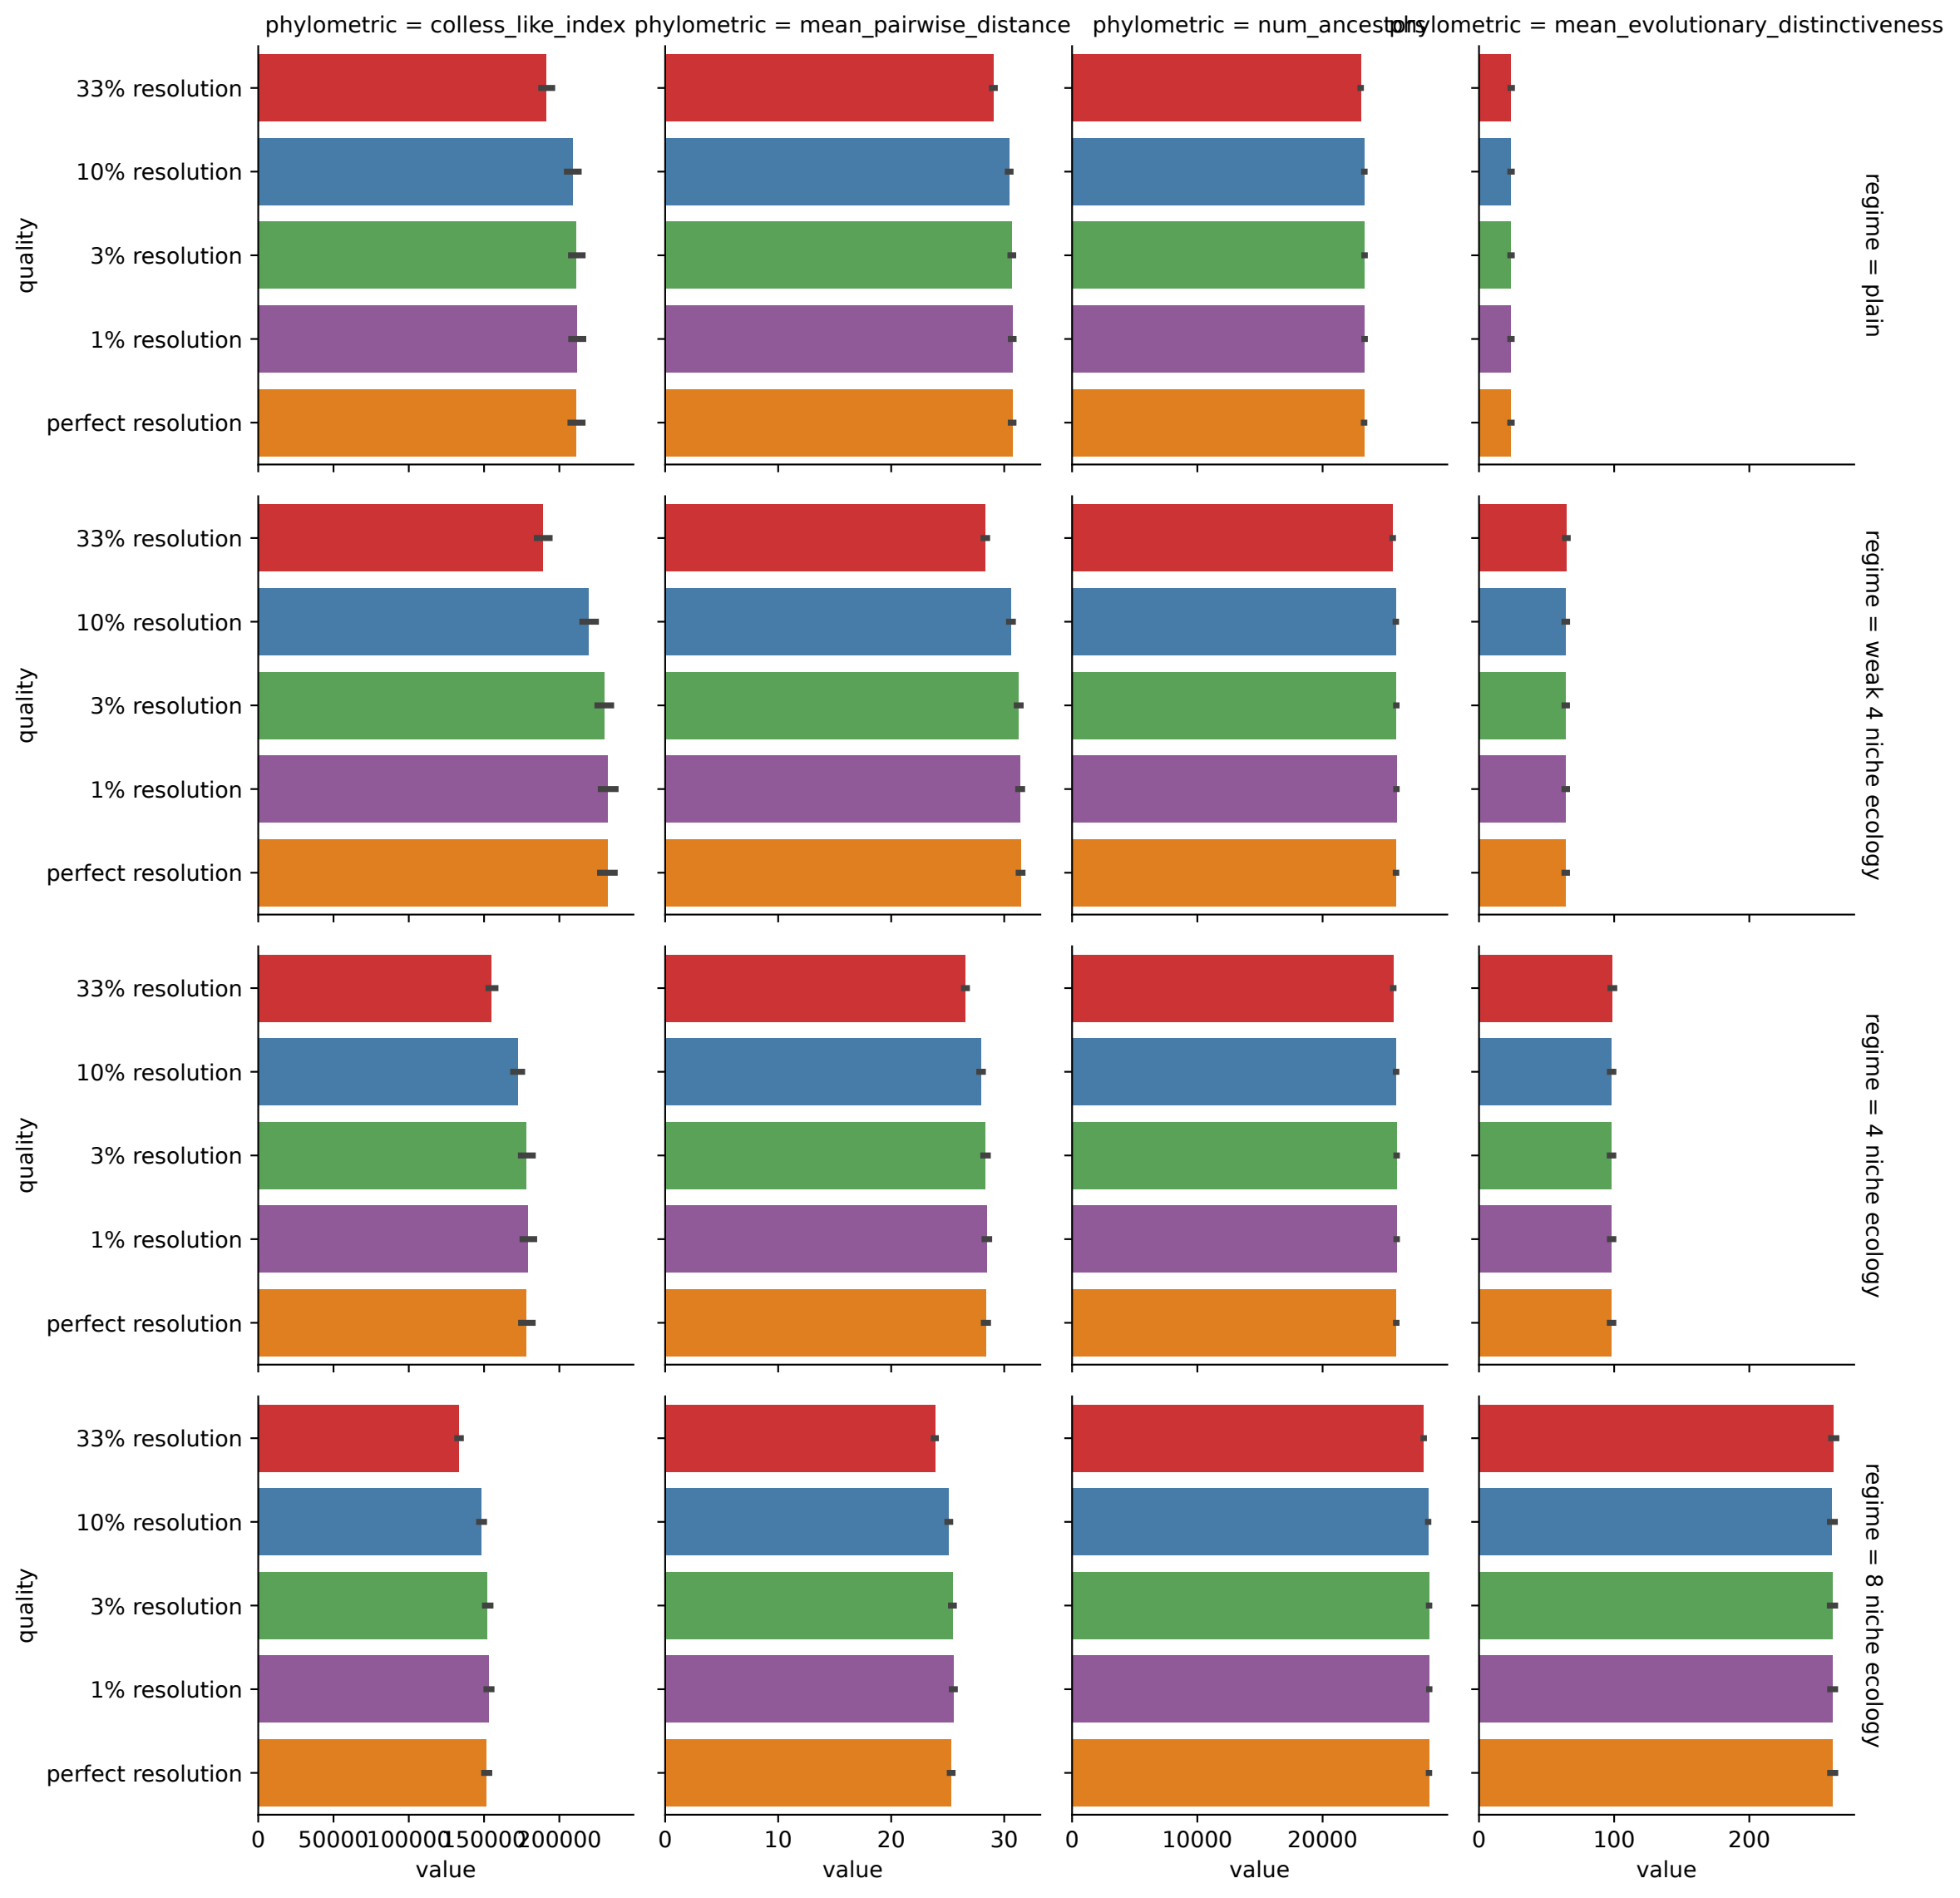 phylometric = colless_like_index
phylometric = mean_pairwise_distance
phylometric = num_ancestors
phylometric = mean_evolutionary_distinctiveness
quality
33% resolution
10% resolution
3% resolution
1% resolution
perfect resolution
regime = plain
quality
33% resolution
10% resolution
3% resolution
1% resolution
perfect resolution
regime = weak 4 niche ecology
quality
33% resolution
10% resolution
3% resolution
1% resolution
perfect resolution
regime = 4 niche ecology
quality
33% resolution
10% resolution
3% resolution
1% resolution
perfect resolution
regime = 8 niche ecology
0 50000 100000 150000 200000
0 10 20 30
0 10000 20000
0 100 200
value
value
value
value